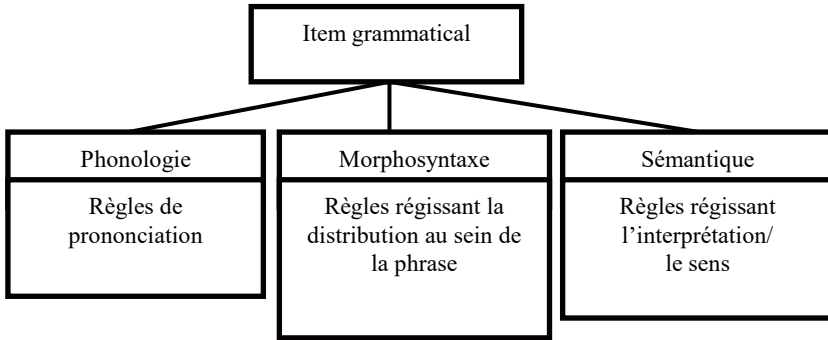 Item grammatical
Phonologie
Règles de
prononciation
Morphosyntaxe
Règles régissant la
distribution au sein de
la phrase
Sémantique
Règles régissant
l’interprétation/
le sens